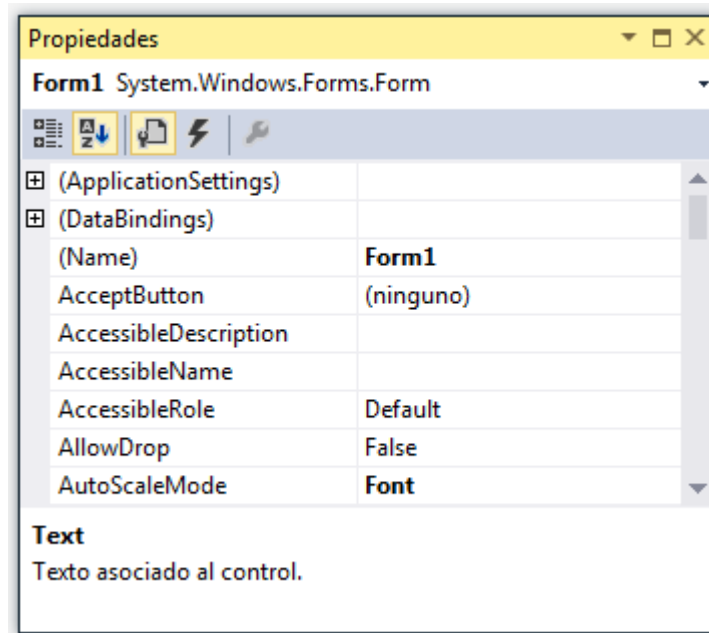 Propiedades
Form1 System.Windows.Forms.Form
(ApplicationSettings)
(DataBindings)
(Name) Form1
AcceptButton (ninguno)
AccessibleDescription
AccessibleName
AccessibleRole Default
AllowDrop False
AutoScaleMode Font
Text
Texto asociado al control.